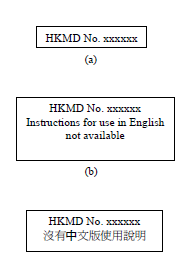 HKMD No. xxxxxx
(a)
HKMD No. xxxxxx
Instructions for use in English
not available
(b)
HKMD No. xxxxxx
沒有中文版使用說明